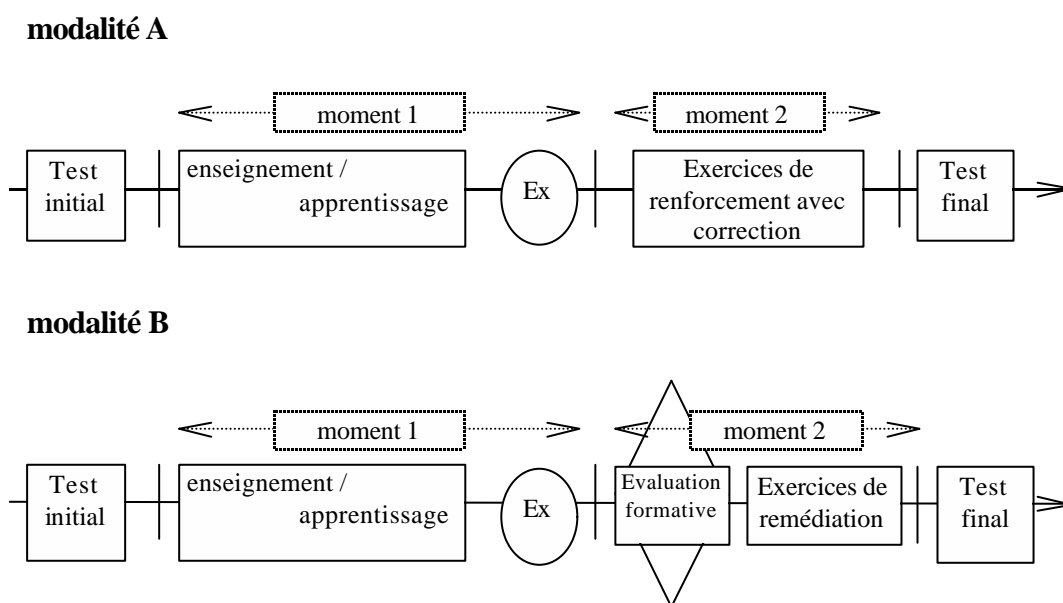 modalité A
moment 1
moment 2
Test
initial
enseignement /
apprentissage
Ex
Exercices de
renforcement avec
correction
Test
final
modalité B
moment 1
moment 2
Test
initial
enseignement /
apprentissage
Ex
Evaluation
formative
Exercices de
remédiation
Test
final